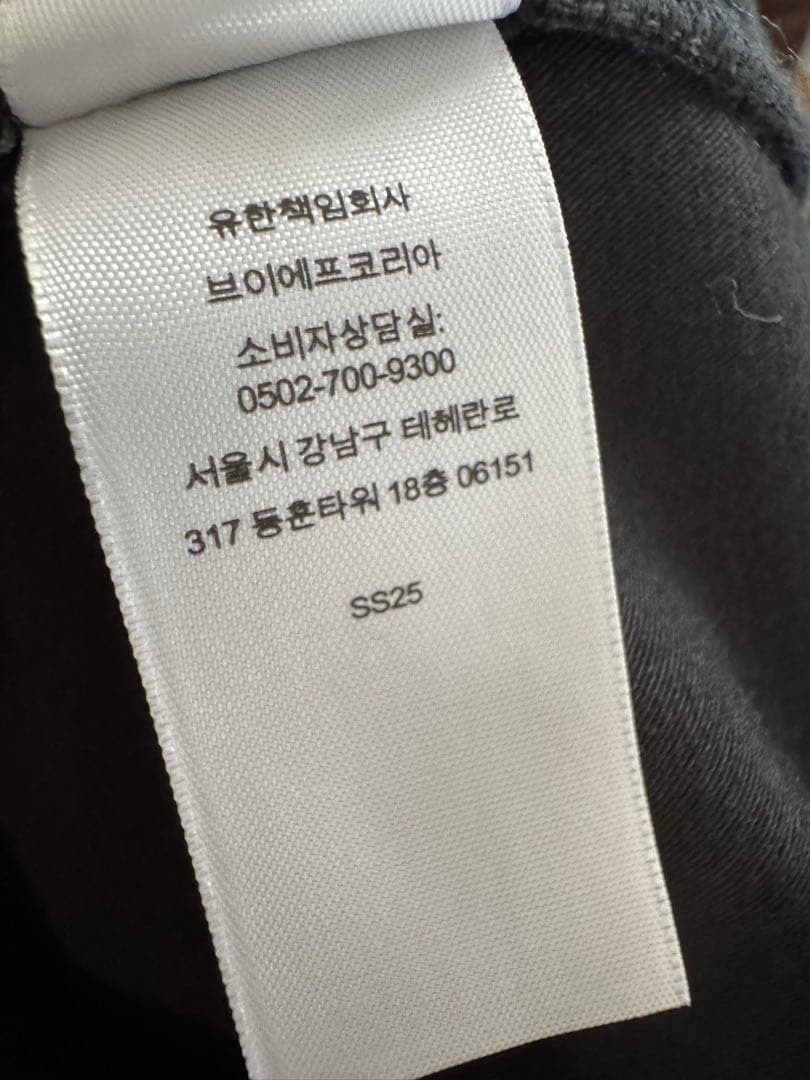 유한책임회사
브이에프코리아
소비자상담실:
0502-700-9300
서울시 강남구 테헤란로
317 동훈타워 18층 06151
SS25